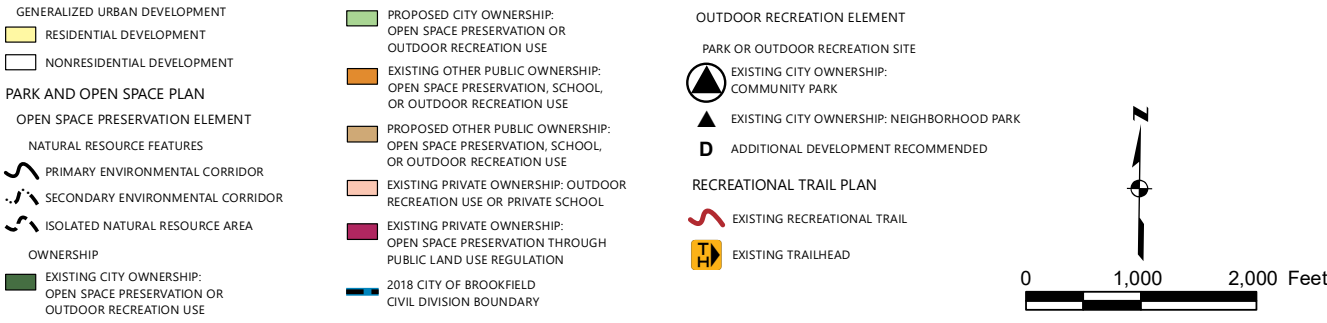 GENERALIZED URBAN DEVELOPMENT
RESIDENTIAL DEVELOPMENT
NONRESIDENTIAL DEVELOPMENT
PARK AND OPEN SPACE PLAN
OPEN SPACE PRESERVATION ELEMENT
NATURAL RESOURCE FEATURES
PRIMARY ENVIRONMENTAL CORRIDOR
SECONDARY ENVIRONMENTAL CORRIDOR
ISOLATED NATURAL RESOURCE AREA
OWNERSHIP
EXISTING CITY OWNERSHIP:
OPEN SPACE PRESERVATION OR
OUTDOOR RECREATION USE
PROPOSED CITY OWNERSHIP:
OPEN SPACE PRESERVATION OR
OUTDOOR RECREATION USE
EXISTING OTHER PUBLIC OWNERSHIP:
OPEN SPACE PRESERVATION, SCHOOL,
OR OUTDOOR RECREATION USE
PROPOSED OTHER PUBLIC OWNERSHIP:
OPEN SPACE PRESERVATION, SCHOOL,
OR OUTDOOR RECREATION USE
EXISTING PRIVATE OWNERSHIP: OUTDOOR
RECREATION USE OR PRIVATE SCHOOL
EXISTING PRIVATE OWNERSHIP:
OPEN SPACE PRESERVATION THROUGH
PUBLIC LAND USE REGULATION
2018 CITY OF BROOKFIELD
CIVIL DIVISION BOUNDARY
OUTDOOR RECREATION ELEMENT
PARK OR OUTDOOR RECREATION SITE
EXISTING CITY OWNERSHIP:
COMMUNITY PARK
EXISTING CITY OWNERSHIP: NEIGHBORHOOD PARK
D ADDITIONAL DEVELOPMENT RECOMMENDED
RECREATIONAL TRAIL PLAN
EXISTING RECREATIONAL TRAIL
TH EXISTING TRAILHEAD
N
0 1,000 2,000 Feet